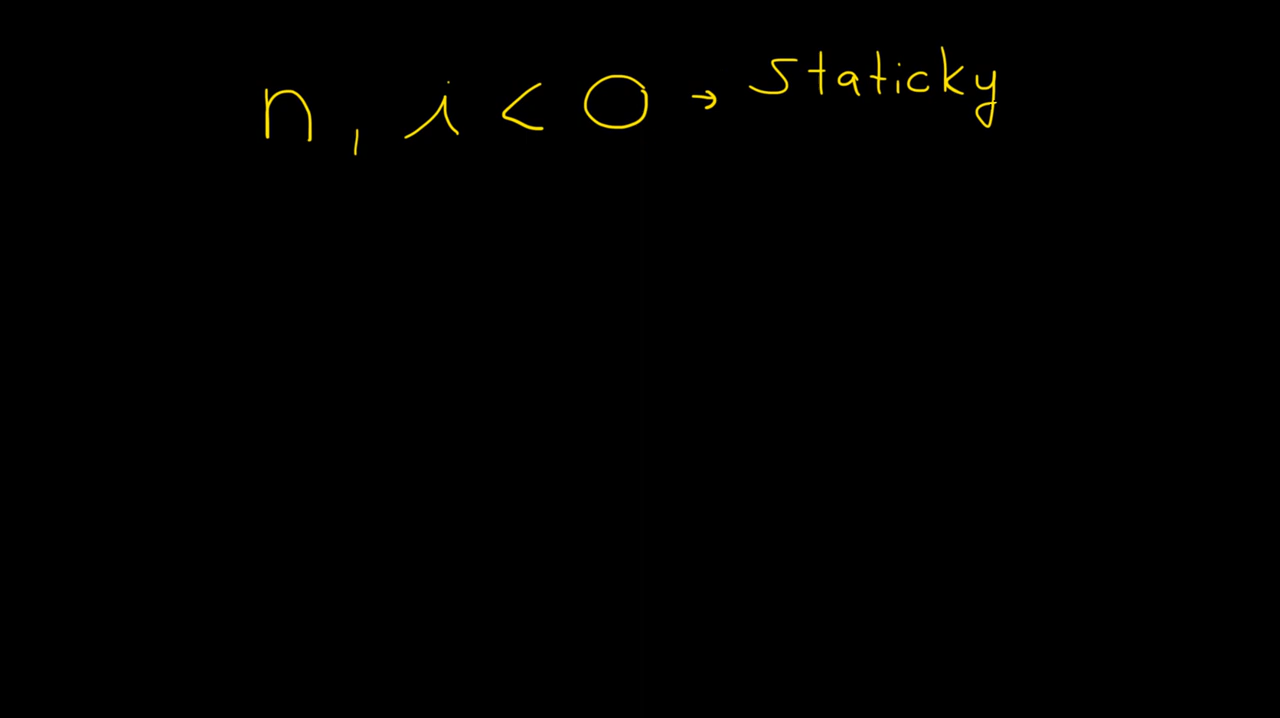 n, i < 0 → Staticky